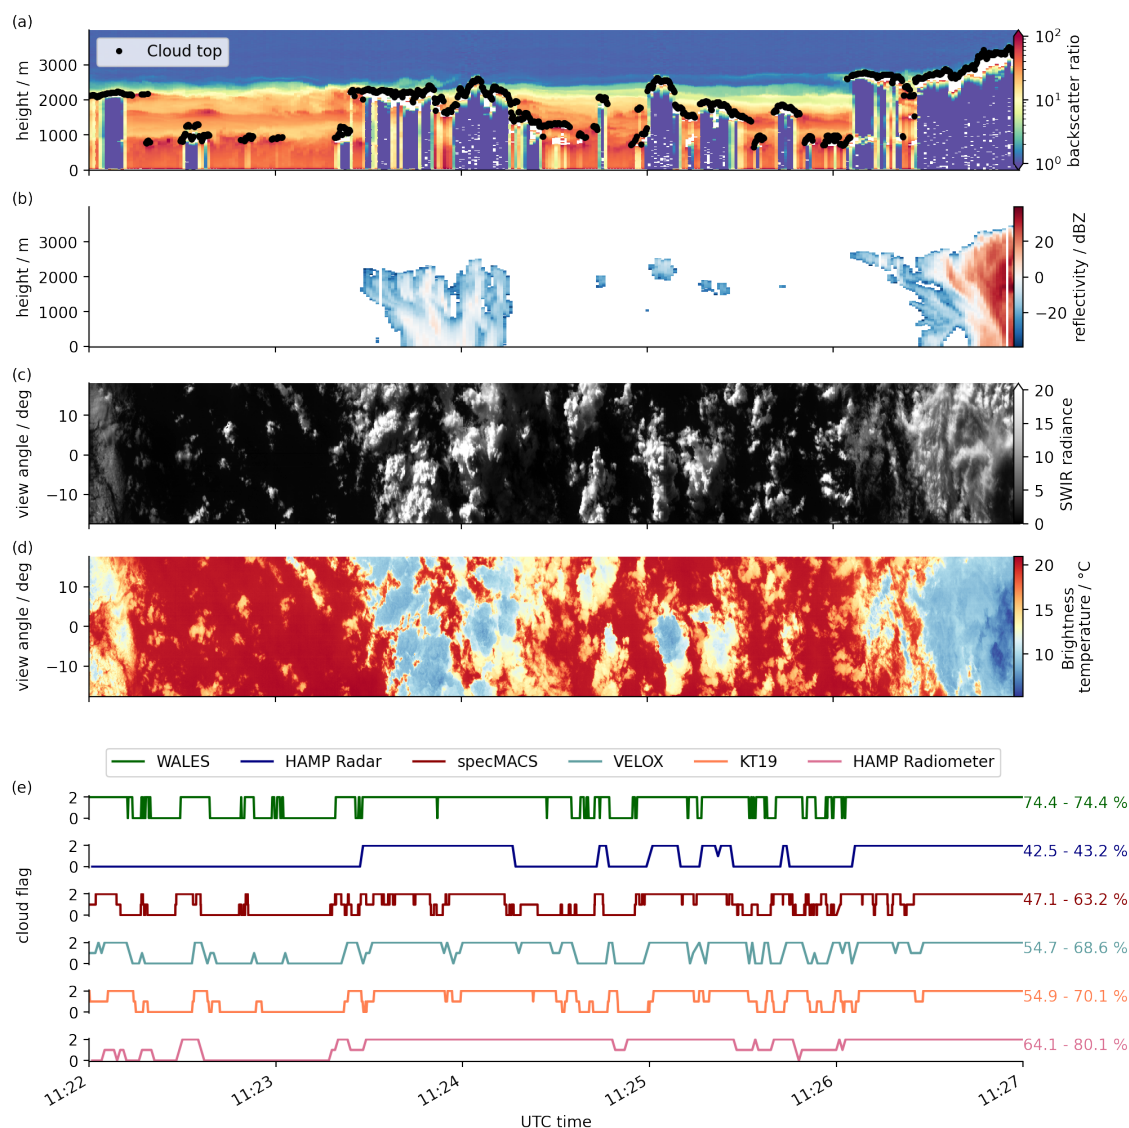 (a)
Cloud top
height / m
3000
2000
1000
0
10²
10¹
10⁰
backscatter ratio
(b)
height / m
3000
2000
1000
0
20
0
−20
reflectivity / dBZ
(c)
view angle / deg
10
0
−10
20
15
10
5
0
SWIR radiance
(d)
view angle / deg
10
0
−10
20
15
10
Brightness
temperature / °C
WALES
HAMP Radar
specMACS
VELOX
KT19
HAMP Radiometer
(e)
cloud flag
2
0
74.4 - 74.4 %
2
0
42.5 - 43.2 %
2
0
47.1 - 63.2 %
2
0
54.7 - 68.6 %
2
0
54.9 - 70.1 %
2
0
64.1 - 80.1 %
11:22
11:23
11:24
11:25
11:26
11:27
UTC time